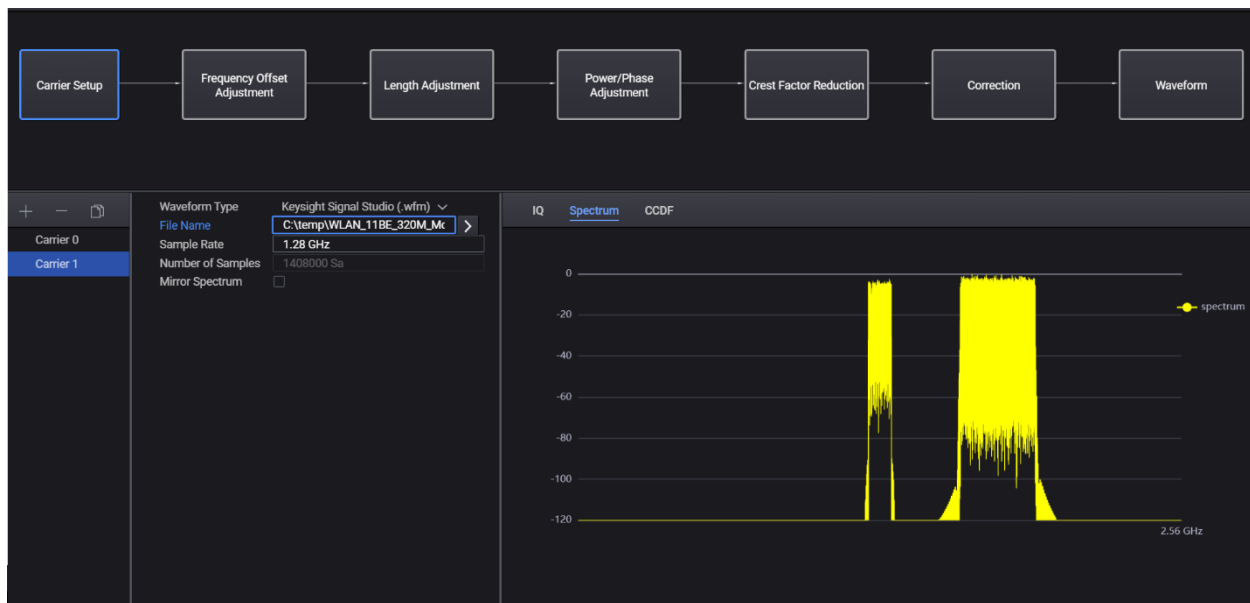 Carrier Setup
Frequency Offset
Adjustment
Length Adjustment
Power/Phase
Adjustment
Crest Factor Reduction
Correction
Waveform
Carrier 0
Carrier 1
Waveform Type
Keysight Signal Studio (.wfm)
File Name
C:\temp\WLAN_11BE_320M_Mc
Sample Rate
1.28 GHz
Number of Samples
1408000 Sa
Mirror Spectrum
IQ
Spectrum
CCDF
0
-20
-40
-60
-80
-100
-120
spectrum
2.56 GHz